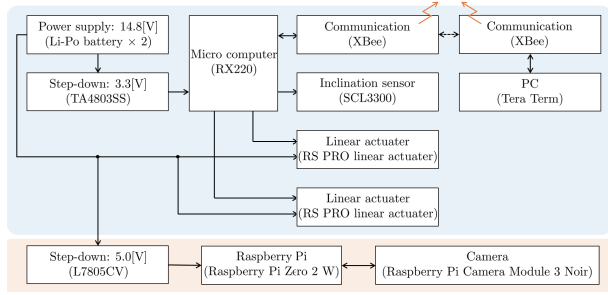 Power supply: 14.8[V]
(Li-Po battery × 2)
Step-down: 3.3[V]
(TA4803SS)
Micro computer
(RX220)
Communication
(XBee)
Communication
(XBee)
Inclination sensor
(SCL3300)
PC
(Tera Term)
Linear actuater
(RS PRO linear actuater)
Linear actuater
(RS PRO linear actuater)
Step-down: 5.0[V]
(L7805CV)
Raspberry Pi
(Raspberry Pi Zero 2 W)
Camera
(Raspberry Pi Camera Module 3 Noir)